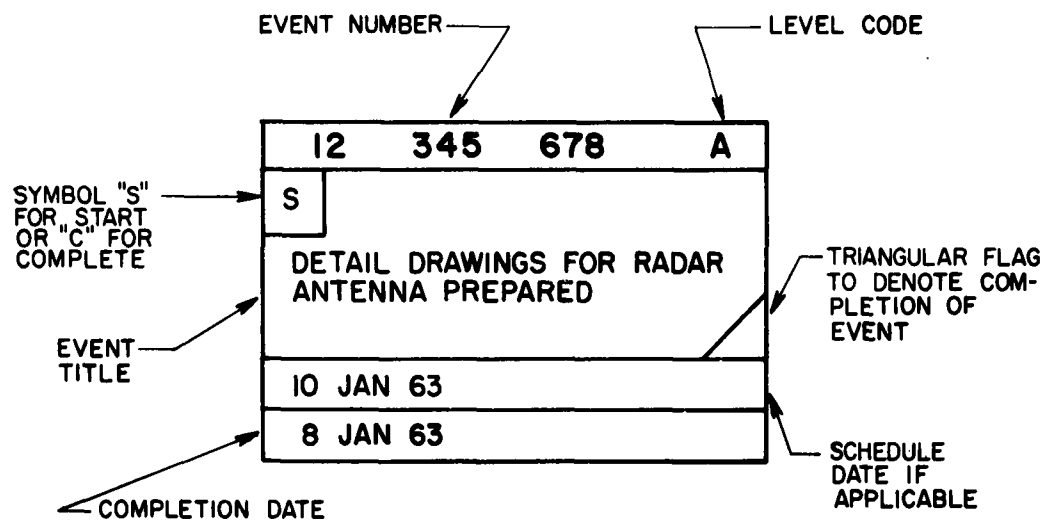 EVENT NUMBER
LEVEL CODE
12 345 678 A
SYMBOL "S"
FOR START
OR "C" FOR
COMPLETE
S
DETAIL DRAWINGS FOR RADAR
ANTENNA PREPARED
TRIANGULAR FLAG
TO DENOTE COM-
PLETION OF
EVENT
EVENT
TITLE
10 JAN 63
8 JAN 63
SCHEDULE
DATE IF
APPLICABLE
COMPLETION DATE